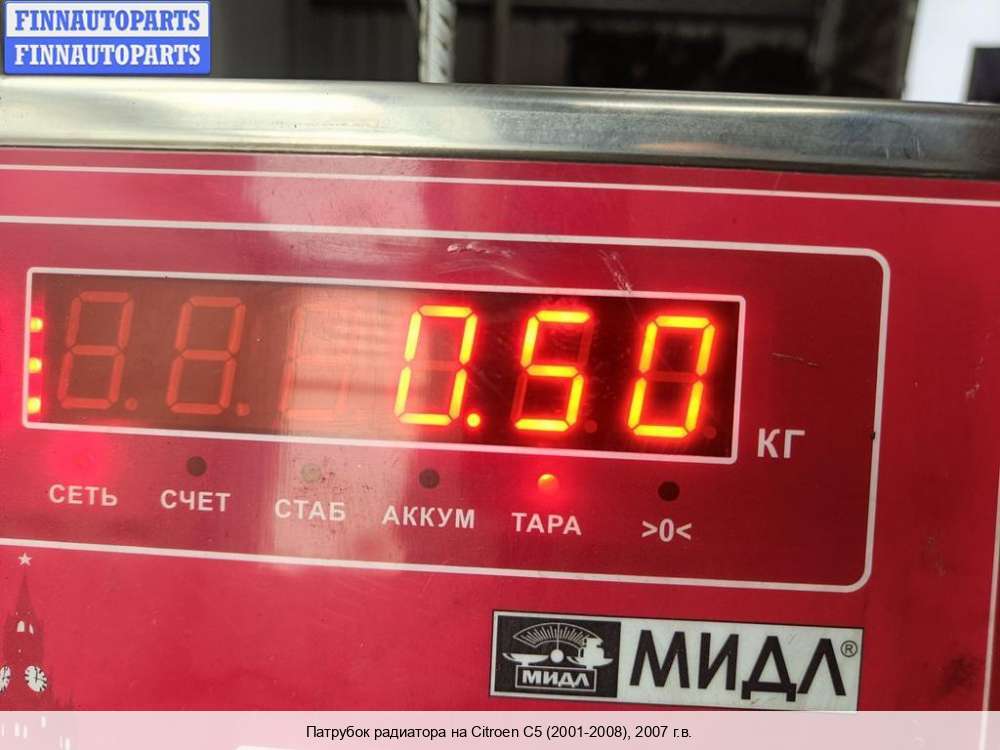 FINNAUTOPARTS
FINNAUTOPARTS
0.50
КГ
СЕТЬ СЧЕТ СТАБ АККУМ ТАРА >0<
МИДЛ МИДЛ®
Патрубок радиатора на Citroen C5 (2001-2008), 2007 г.в.